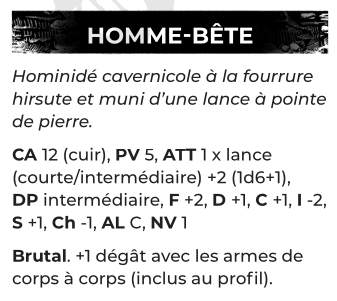 HOMME-BÊTE
Hominidé cavernicole à la fourrure
hirsute et muni d'une lance à pointe
de pierre.
CA 12 (cuir), PV 5, ATT 1 x lance
(courte/intermédiaire) +2 (1d6+1),
DP intermédiaire, F +2, D +1, C +1, I -2,
S +1, Ch -1, AL C, NV 1
Brutal. +1 dégât avec les armes de
corps à corps (inclus au profil).